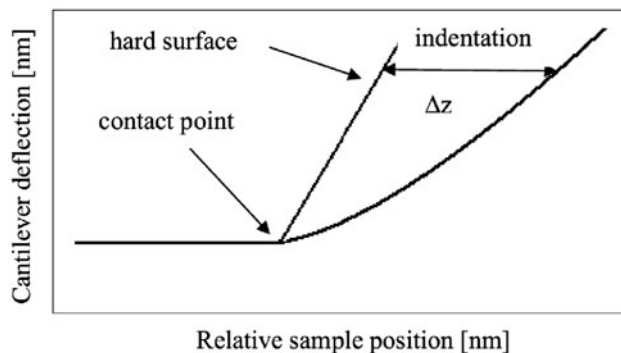 hard surface
indentation
Δz
contact point
Cantilever deflection [nm]
Relative sample position [nm]